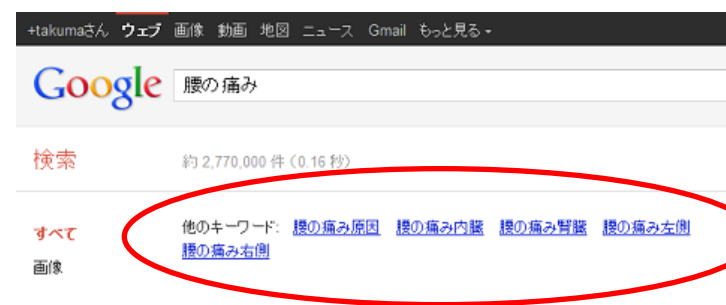 +takumaさん ウェブ 画像 動画 地図 ニュース Gmail もっと見る
Google 腰の痛み
検索 約 2,770,000 件 (0.16 秒)
すべて 他のキーワード: 腰の痛み原因 腰の痛み内臓 腰の痛み腎臓 腰の痛み左側
腰の痛み右側
画像